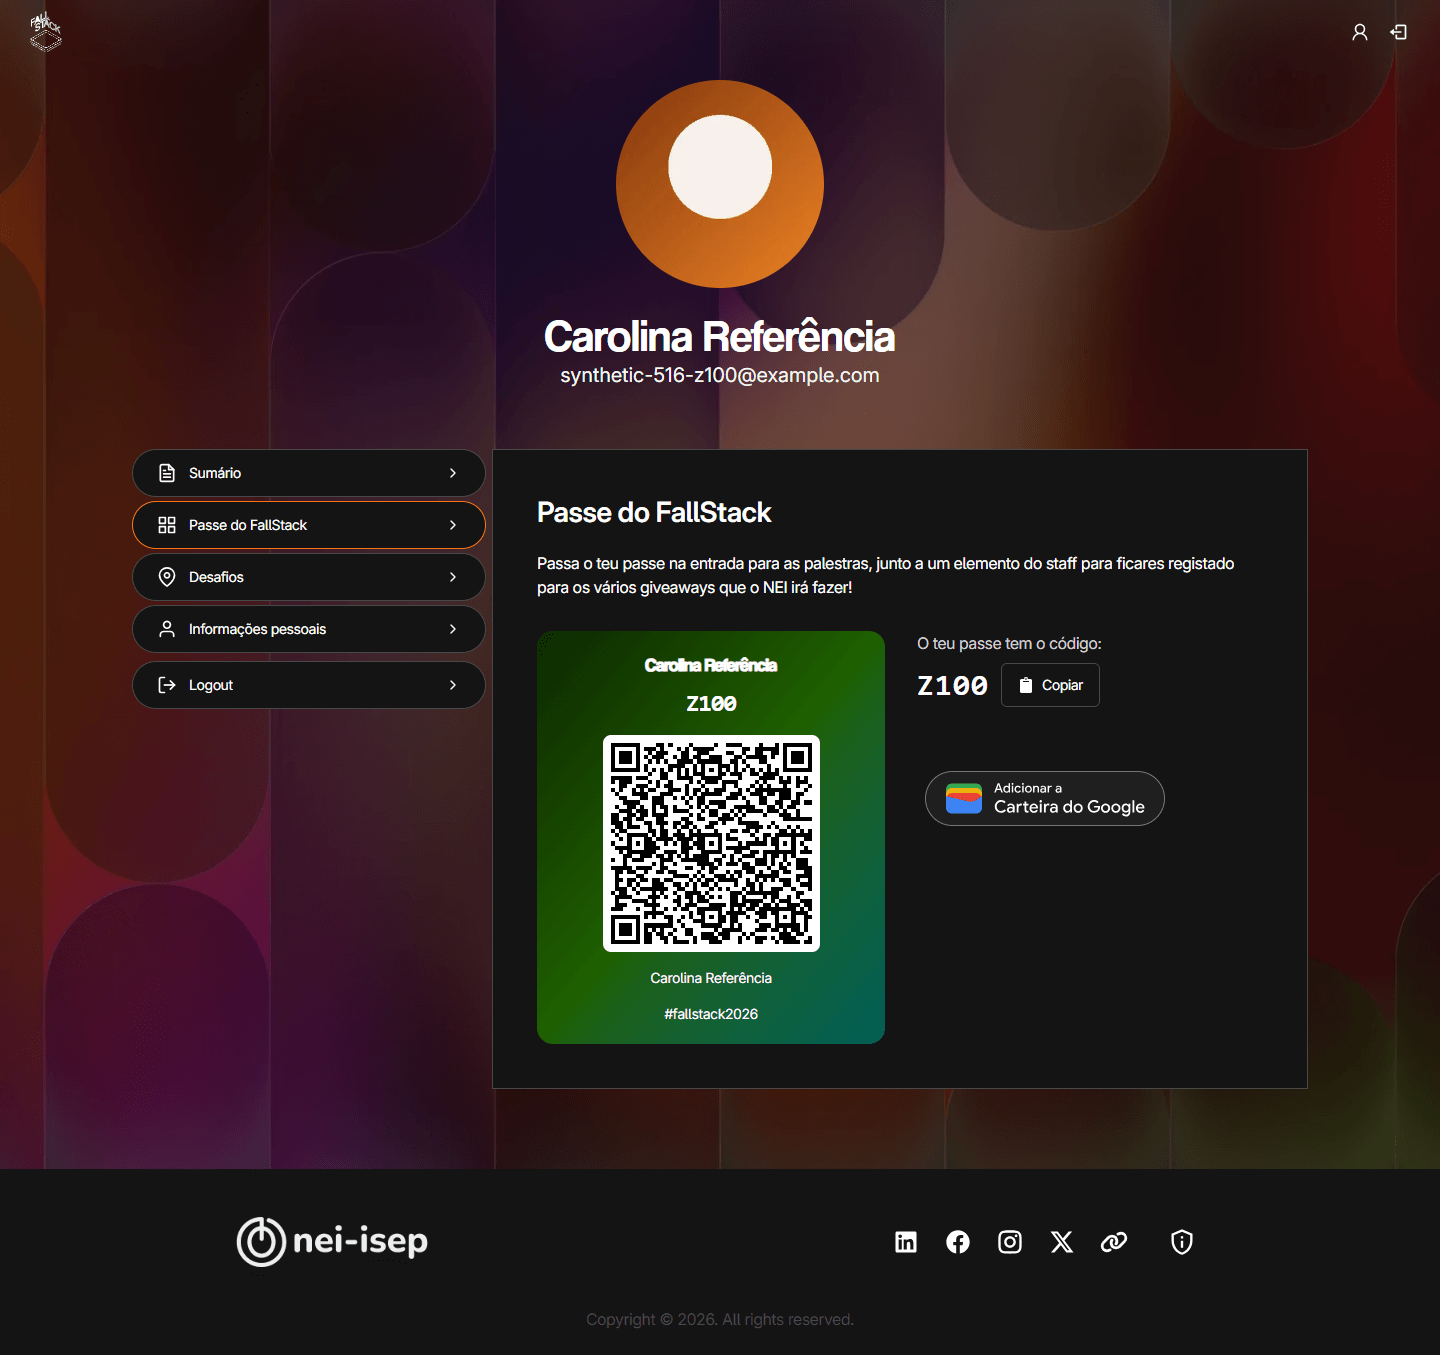 FALL
STACK
Carolina Referência
synthetic-516-z100@example.com
Sumário
Passe do FallStack
Desafios
Informações pessoais
Logout
Passe do FallStack
Passa o teu passe na entrada para as palestras, junto a um elemento do staff para ficares registado
para os vários giveaways que o NEI irá fazer!
Carolina Referência
Z100
Carolina Referência
#fallstack2026
O teu passe tem o código:
Z100
Copiar
Adicionar a
Carteira do Google
nei-isep
Copyright © 2026. All rights reserved.